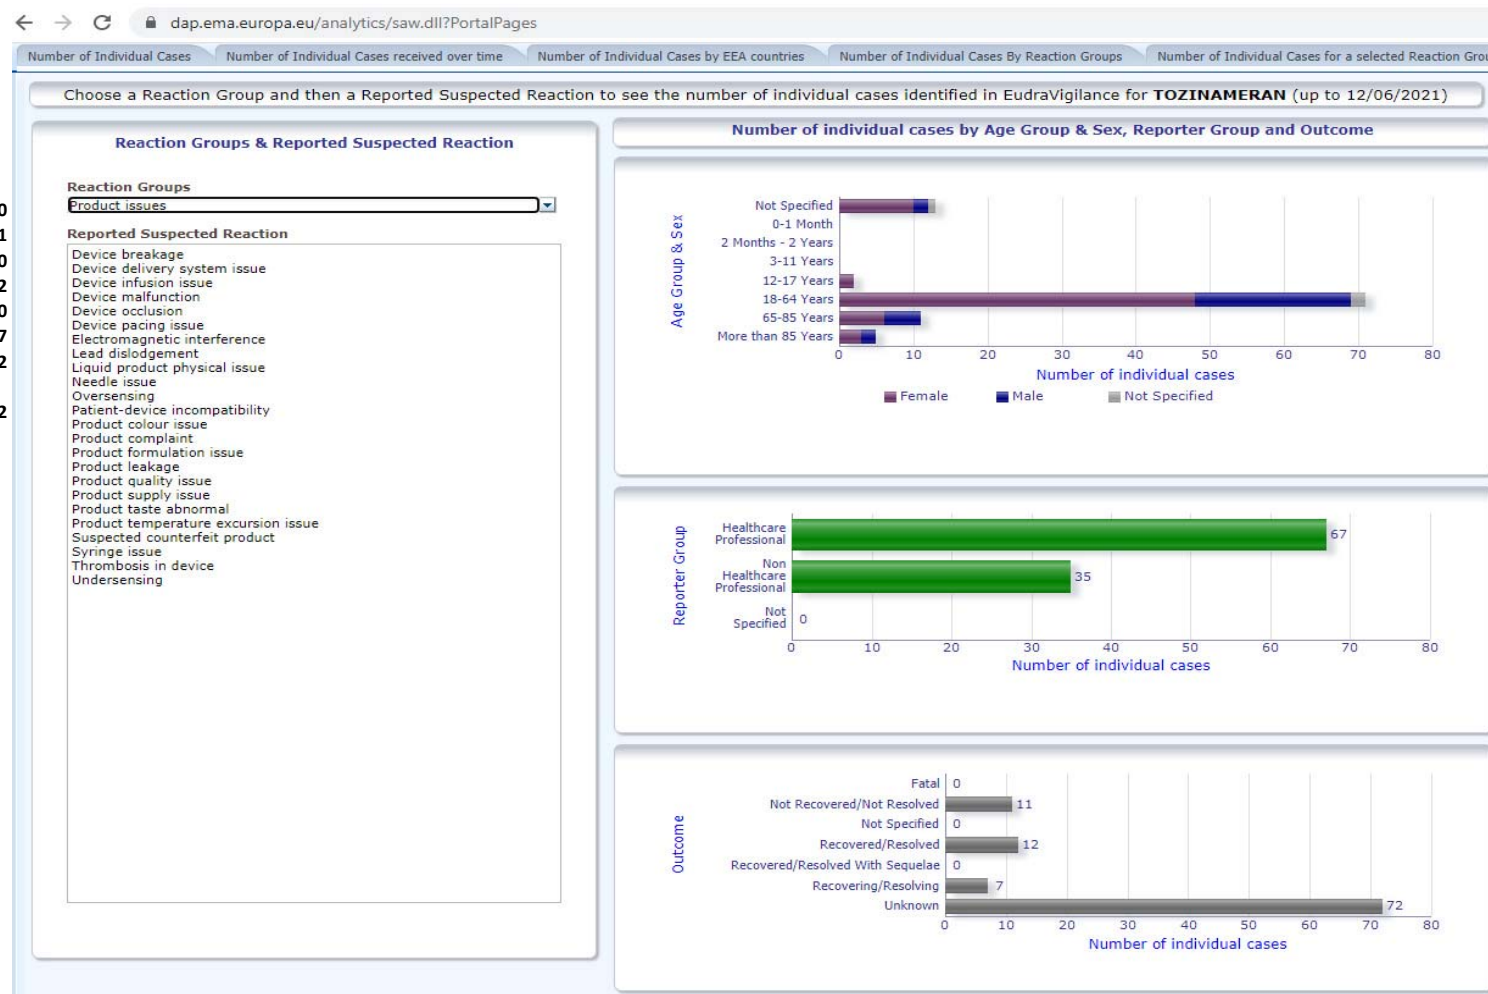 dap.ema.europa.eu/analytics/saw.dll?PortalPages
Number of Individual Cases
Number of Individual Cases received over time
Number of Individual Cases by EEA countries
Number of Individual Cases By Reaction Groups
Number of Individual Cases for a selected Reaction Grou
Choose a Reaction Group and then a Reported Suspected Reaction to see the number of individual cases identified in EudraVigilance for TOZINAMERAN (up to 12/06/2021)
0
1
0
2
0
7
2
2
Reaction Groups & Reported Suspected Reaction
Reaction Groups
Product issues
Reported Suspected Reaction
Device breakage
Device delivery system issue
Device infusion issue
Device malfunction
Device occlusion
Device pacing issue
Electromagnetic interference
Lead dislodgement
Liquid product physical issue
Needle issue
Oversensing
Patient-device incompatibility
Product colour issue
Product complaint
Product formulation issue
Product leakage
Product quality issue
Product supply issue
Product taste abnormal
Product temperature excursion issue
Suspected counterfeit product
Syringe issue
Thrombosis in device
Undersensing
Number of individual cases by Age Group & Sex, Reporter Group and Outcome
Age Group & Sex
Not Specified
0-1 Month
2 Months - 2 Years
3-11 Years
12-17 Years
18-64 Years
65-85 Years
More than 85 Years
0 10 20 30 40 50 60 70 80
Number of individual cases
Female Male Not Specified
Reporter Group
Healthcare
Professional
67
Non
Healthcare
Professional
35
Not
Specified
0
0 10 20 30 40 50 60 70 80
Number of individual cases
Outcome
Fatal 0
Not Recovered/Not Resolved 11
Not Specified 0
Recovered/Resolved 12
Recovered/Resolved With Sequelae 0
Recovering/Resolving 7
Unknown 72
0 10 20 30 40 50 60 70 80
Number of individual cases